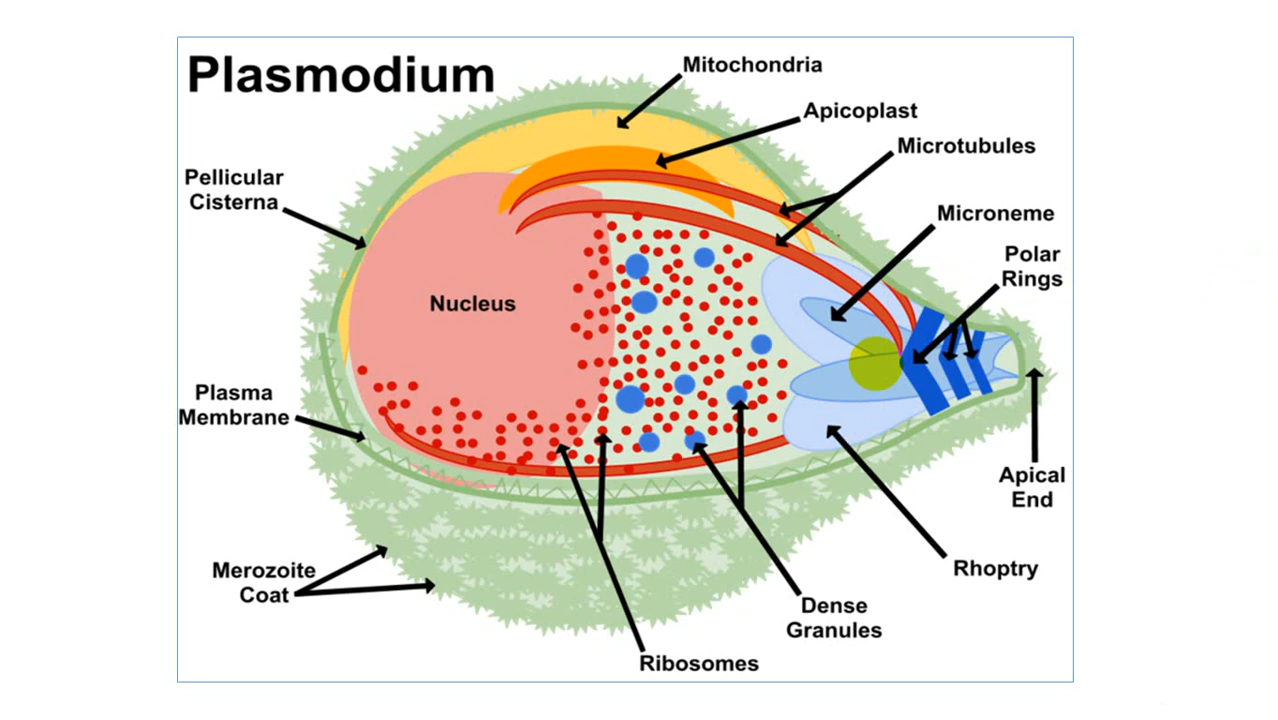 Plasmodium
Mitochondria
Apicoplast
Microtubules
Pellicular
Cisterna
Microneme
Polar
Rings
Nucleus
Plasma
Membrane
Apical
End
Merozoite
Coat
Rhoptry
Dense
Granules
Ribosomes